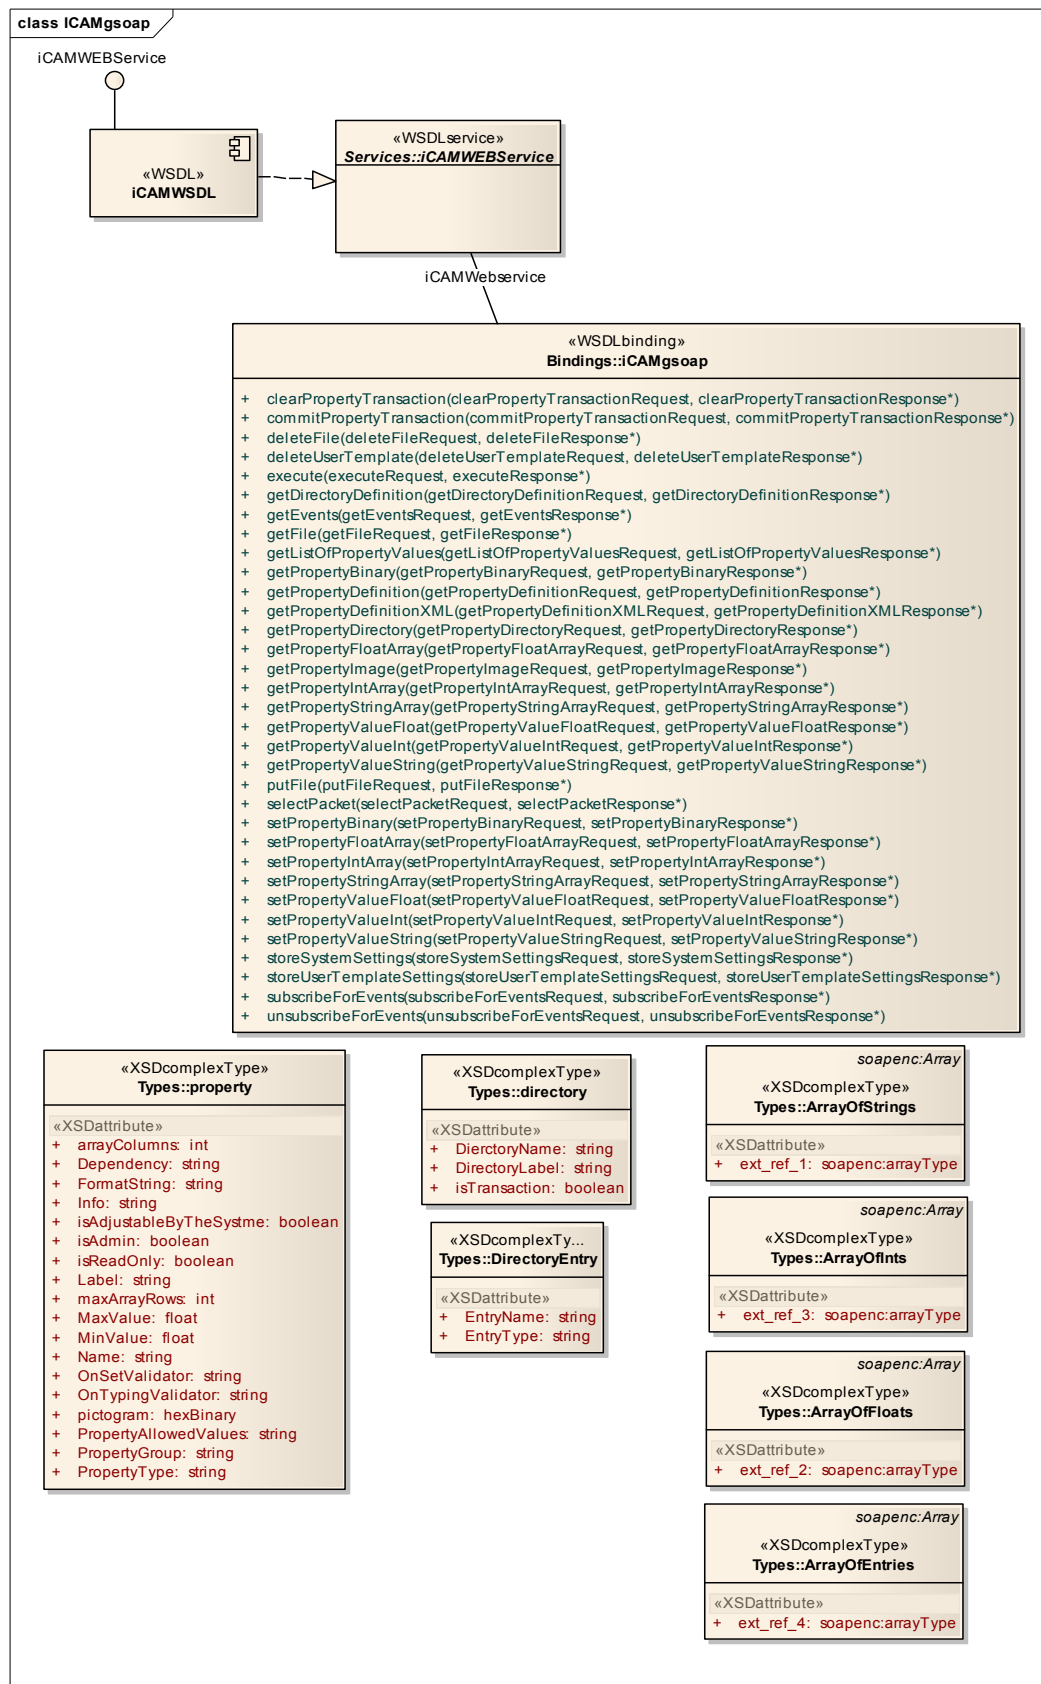 class ICAMgsoap
iCAMWEBService
«WSDL»
iCAMWSDL
«WSDLservice»
Services::iCAMWEBService
iCAMWebservice
«WSDLbinding»
Bindings::iCAMgsoap
+ clearPropertyTransaction(clearPropertyTransactionRequest, clearPropertyTransactionResponse*)
+ commitPropertyTransaction(commitPropertyTransactionRequest, commitPropertyTransactionResponse*)
+ deleteFile(deleteFileRequest, deleteFileResponse*)
+ deleteUserTemplate(deleteUserTemplateRequest, deleteUserTemplateResponse*)
+ execute(executeRequest, executeResponse*)
+ getDirectoryDefinition(getDirectoryDefinitionRequest, getDirectoryDefinitionResponse*)
+ getEvents(getEventsRequest, getEventsResponse*)
+ getFile(getFileRequest, getFileResponse*)
+ getListOfPropertyValues(getListOfPropertyValuesRequest, getListOfPropertyValuesResponse*)
+ getPropertyBinary(getPropertyBinaryRequest, getPropertyBinaryResponse*)
+ getPropertyDefinition(getPropertyDefinitionRequest, getPropertyDefinitionResponse*)
+ getPropertyDefinitionXML(getPropertyDefinitionXMLRequest, getPropertyDefinitionXMLResponse*)
+ getPropertyDirectory(getPropertyDirectoryRequest, getPropertyDirectoryResponse*)
+ getPropertyFloatArray(getPropertyFloatArrayRequest, getPropertyFloatArrayResponse*)
+ getPropertyImage(getPropertyImageRequest, getPropertyImageResponse*)
+ getPropertyIntArray(getPropertyIntArrayRequest, getPropertyIntArrayResponse*)
+ getPropertyStringArray(getPropertyStringArrayRequest, getPropertyStringArrayResponse*)
+ getPropertyValueFloat(getPropertyValueFloatRequest, getPropertyValueFloatResponse*)
+ getPropertyValueInt(getPropertyValueIntRequest, getPropertyValueIntResponse*)
+ getPropertyValueString(getPropertyValueStringRequest, getPropertyValueStringResponse*)
+ putFile(putFileRequest, putFileResponse*)
+ selectPacket(selectPacketRequest, selectPacketResponse*)
+ setPropertyBinary(setPropertyBinaryRequest, setPropertyBinaryResponse*)
+ setPropertyFloatArray(setPropertyFloatArrayRequest, setPropertyFloatArrayResponse*)
+ setPropertyIntArray(setPropertyIntArrayRequest, setPropertyIntArrayResponse*)
+ setPropertyStringArray(setPropertyStringArrayRequest, setPropertyStringArrayResponse*)
+ setPropertyValueFloat(setPropertyValueFloatRequest, setPropertyValueFloatResponse*)
+ setPropertyValueInt(setPropertyValueIntRequest, setPropertyValueIntResponse*)
+ setPropertyValueString(setPropertyValueStringRequest, setPropertyValueStringResponse*)
+ storeSystemSettings(storeSystemSettingsRequest, storeSystemSettingsResponse*)
+ storeUserTemplateSettings(storeUserTemplateSettingsRequest, storeUserTemplateSettingsResponse*)
+ subscribeForEvents(subscribeForEventsRequest, subscribeForEventsResponse*)
+ unsubscribeForEvents(unsubscribeForEventsRequest, unsubscribeForEventsResponse*)
«XSDcomplexType»
Types::property
«XSDattribute»
+ arrayColumns: int
+ Dependency: string
+ FormatString: string
+ Info: string
+ isAdjustableByTheSystme: boolean
+ isAdmin: boolean
+ isReadOnly: boolean
+ Label: string
+ maxArrayRows: int
+ MaxValue: float
+ MinValue: float
+ Name: string
+ OnSetValidator: string
+ OnTypingValidator: string
+ pictogram: hexBinary
+ PropertyAllowedValues: string
+ PropertyGroup: string
+ PropertyType: string
«XSDcomplexType»
Types::directory
«XSDattribute»
+ DierctoryName: string
+ DirectoryLabel: string
+ isTransaction: boolean
«XSDcomplexTy...
Types::DirectoryEntry
«XSDattribute»
+ EntryName: string
+ EntryType: string
soapenc:Array
«XSDcomplexType»
Types::ArrayOfStrings
«XSDattribute»
+ ext_ref_1: soapenc:arrayType
soapenc:Array
«XSDcomplexType»
Types::ArrayOfInts
«XSDattribute»
+ ext_ref_3: soapenc:arrayType
soapenc:Array
«XSDcomplexType»
Types::ArrayOfFloats
«XSDattribute»
+ ext_ref_2: soapenc:arrayType
soapenc:Array
«XSDcomplexType»
Types::ArrayOfEntries
«XSDattribute»
+ ext_ref_4: soapenc:arrayType